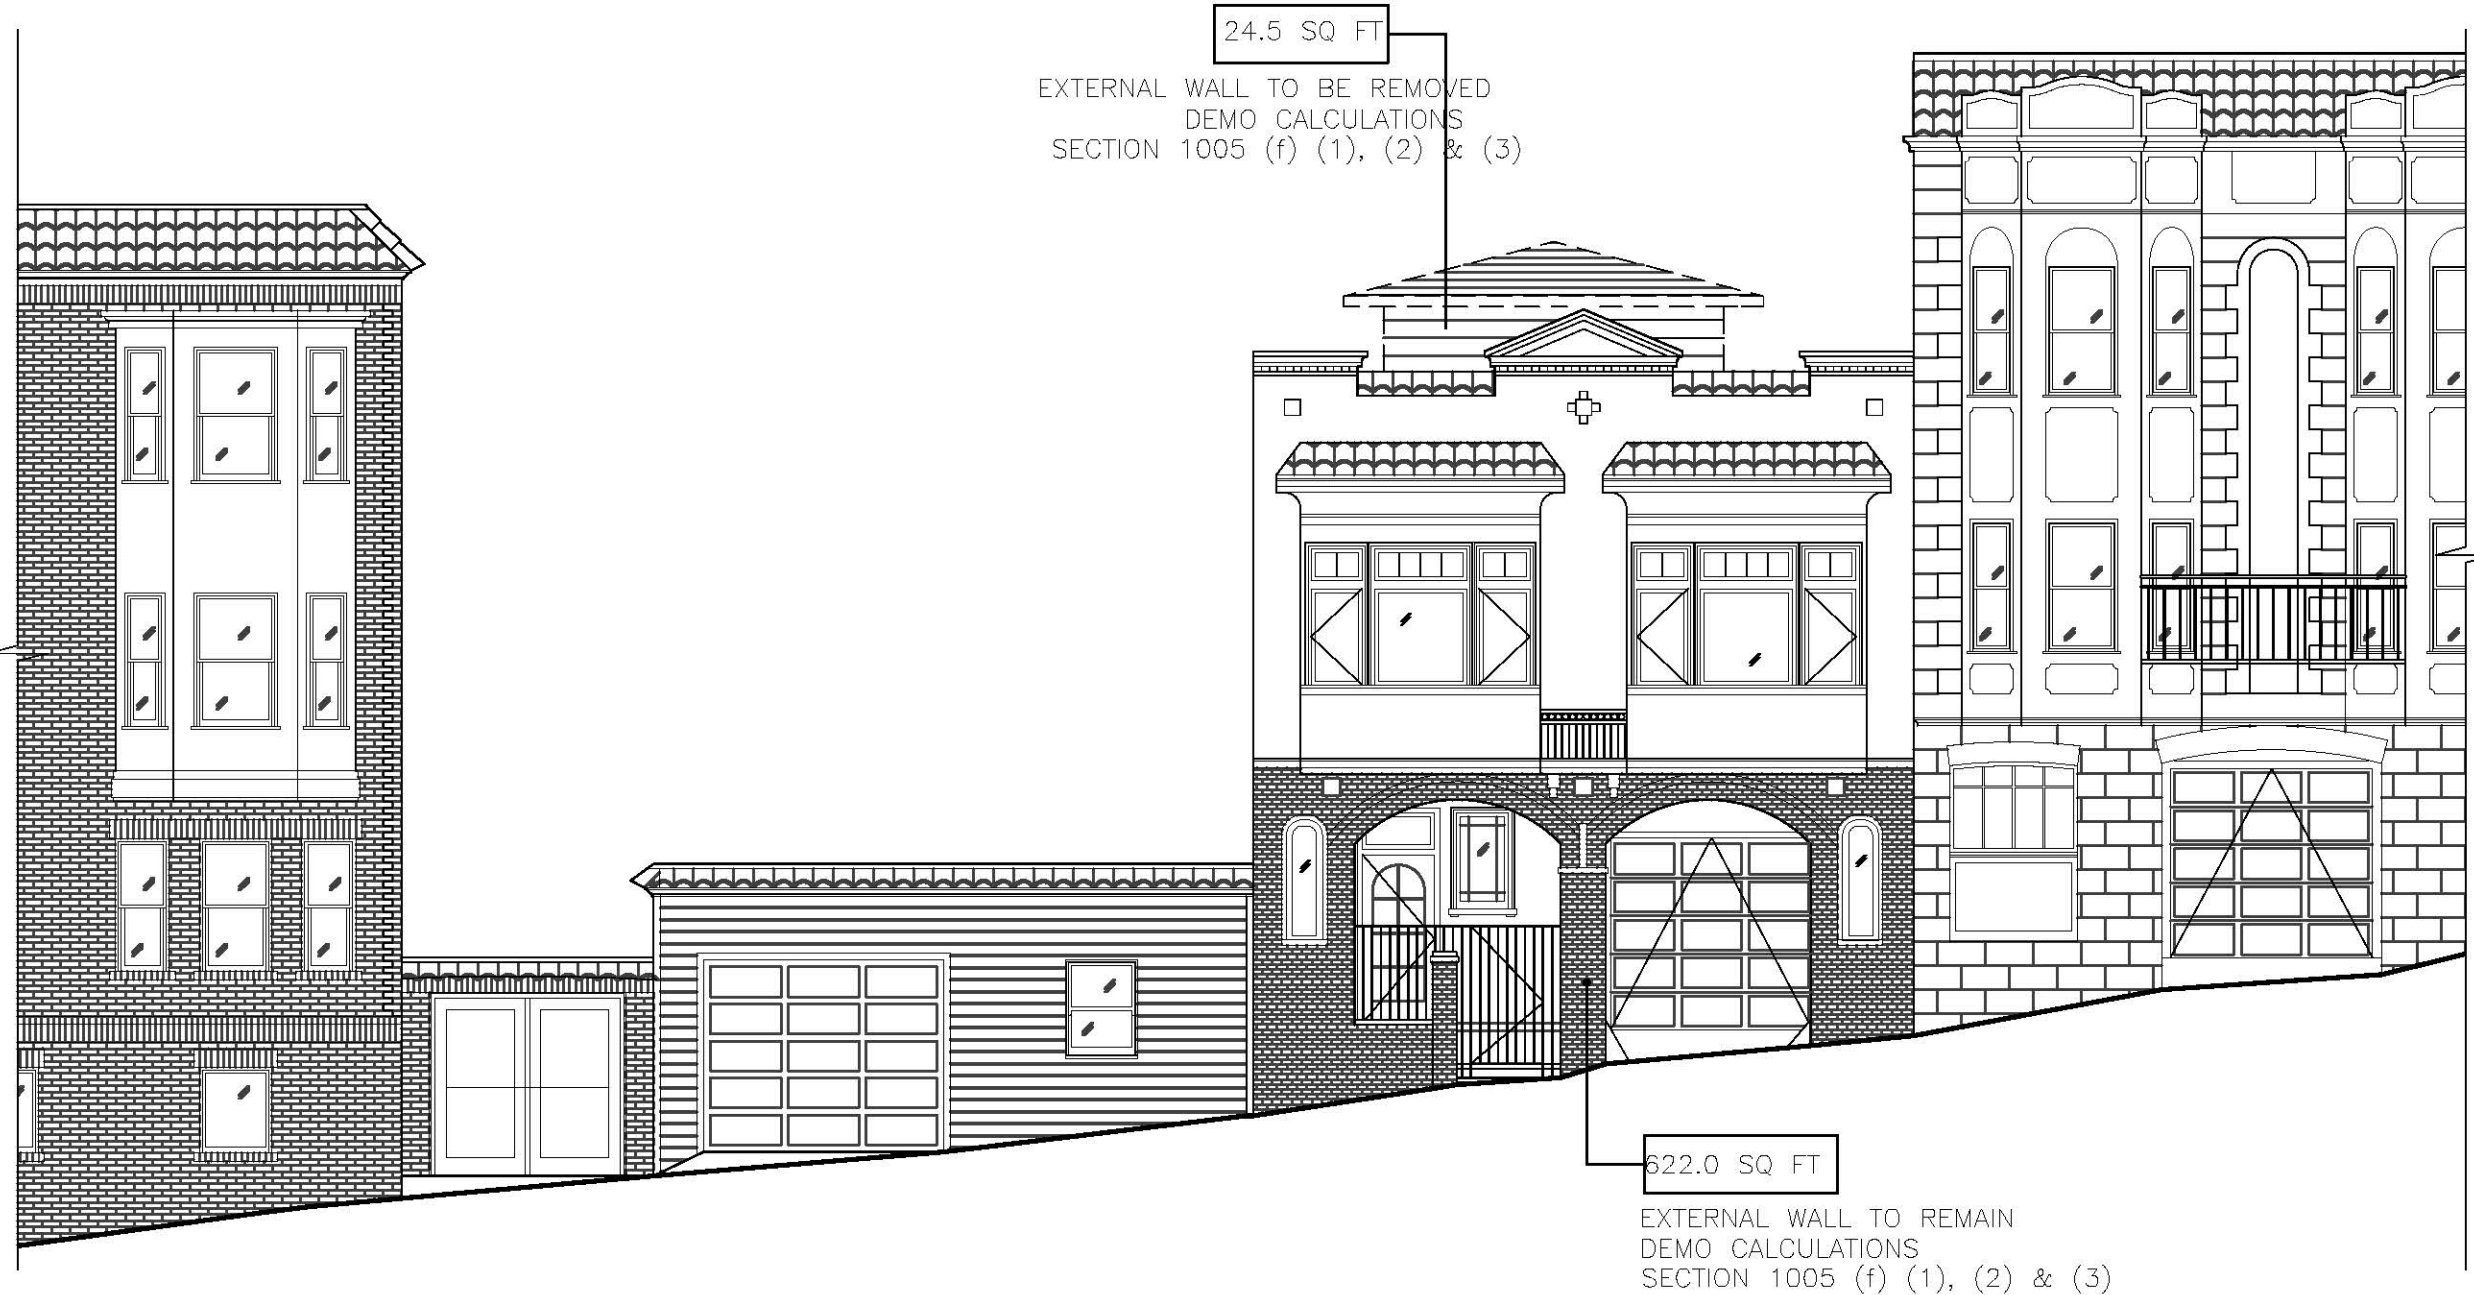 24.5 SQ FT
EXTERNAL WALL TO BE REMOVED
DEMO CALCULATIONS
SECTION 1005 (f) (1), (2) & (3)
622.0 SQ FT
EXTERNAL WALL TO REMAIN
DEMO CALCULATIONS
SECTION 1005 (f) (1), (2) & (3)